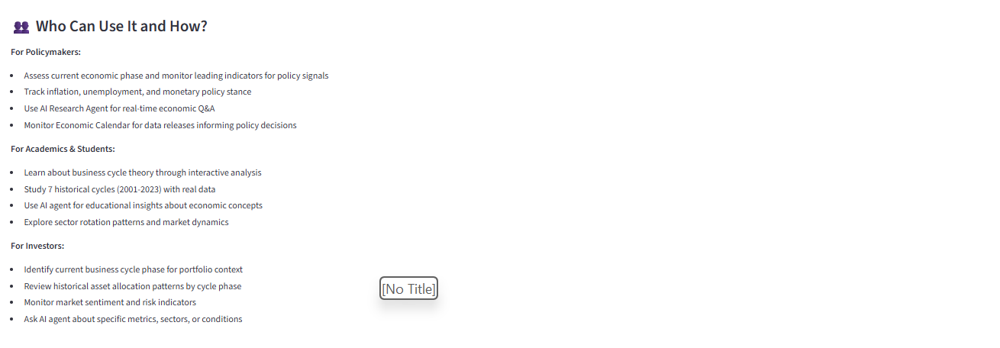 Who Can Use It and How?
For Policymakers:
Assess current economic phase and monitor leading indicators for policy signals
Track inflation, unemployment, and monetary policy stance
Use AI Research Agent for real-time economic Q&A
Monitor Economic Calendar for data releases informing policy decisions
For Academics & Students:
Learn about business cycle theory through interactive analysis
Study 7 historical cycles (2001-2023) with real data
Use AI agent for educational insights about economic concepts
Explore sector rotation patterns and market dynamics
For Investors:
Identify current business cycle phase for portfolio context
Review historical asset allocation patterns by cycle phase
[No Title]
Monitor market sentiment and risk indicators
Ask AI agent about specific metrics, sectors, or conditions